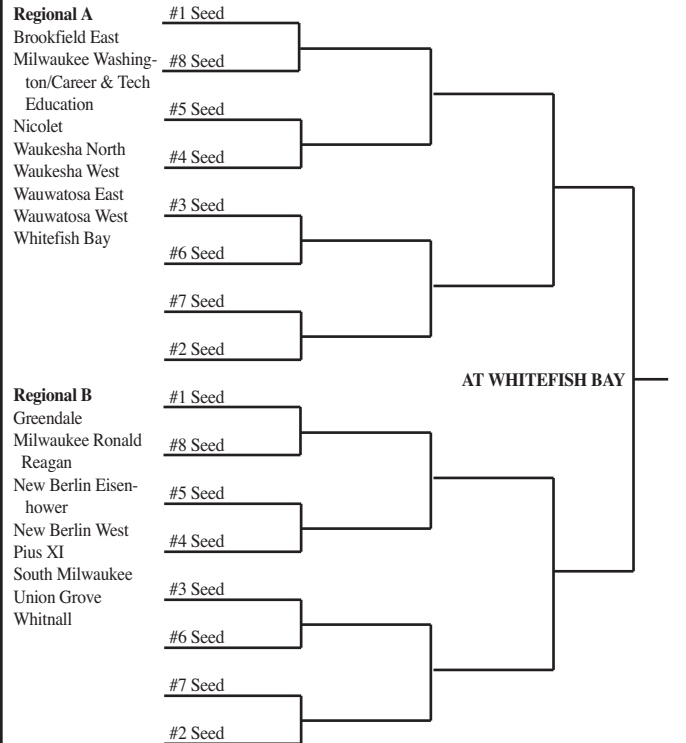 Regional A
Brookfield East
Milwaukee Washing-
ton/Career & Tech
Education
Nicolet
Waukesha North
Waukesha West
Wauwatosa East
Wauwatosa West
Whitefish Bay
#1 Seed
#8 Seed
#5 Seed
#4 Seed
#3 Seed
#6 Seed
#7 Seed
#2 Seed
AT WHITEFISH BAY
Regional B
Greendale
Milwaukee Ronald
Reagan
New Berlin Eisen-
hower
New Berlin West
Pius XI
South Milwaukee
Union Grove
Whitnall
#1 Seed
#8 Seed
#5 Seed
#4 Seed
#3 Seed
#6 Seed
#7 Seed
#2 Seed